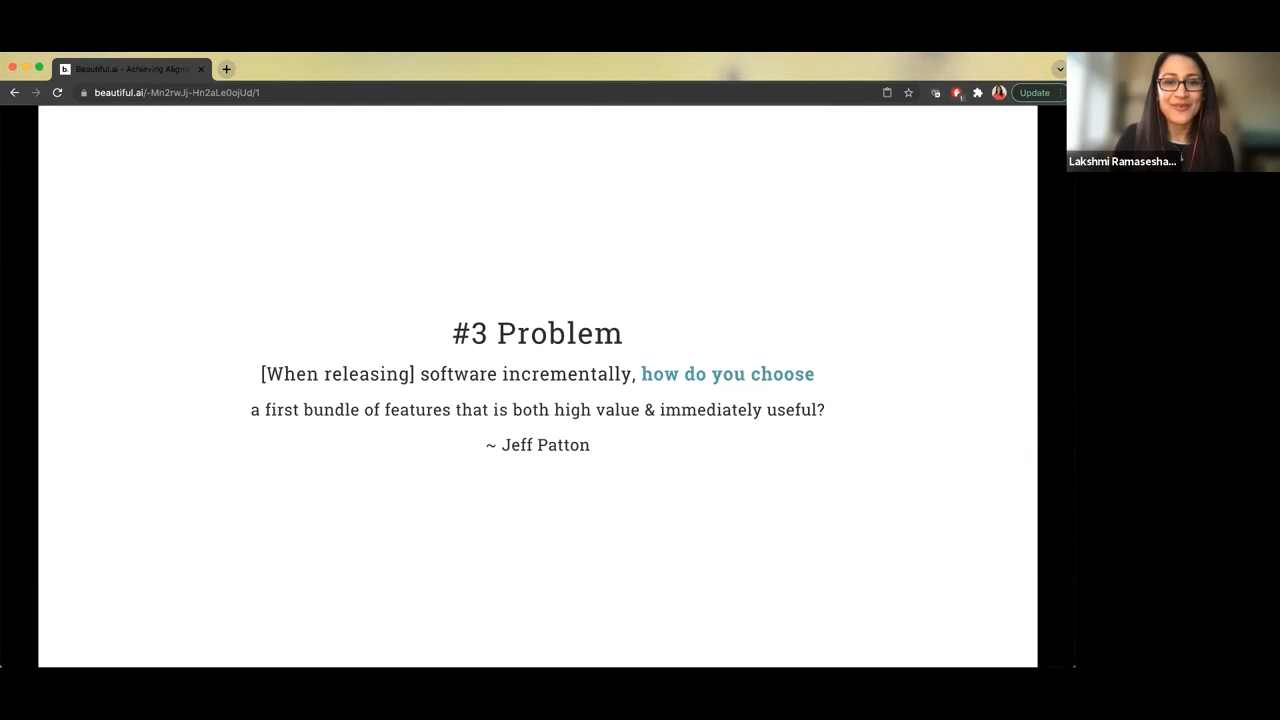 Beautiful.ai - Achieving Align
beautiful.ai/-Mn2rwJj-Hn2aLe0ojUd/1
Update
Lakshmi Ramasesha...
#3 Problem
[When releasing] software incrementally, how do you choose
a first bundle of features that is both high value & immediately useful?
~ Jeff Patton